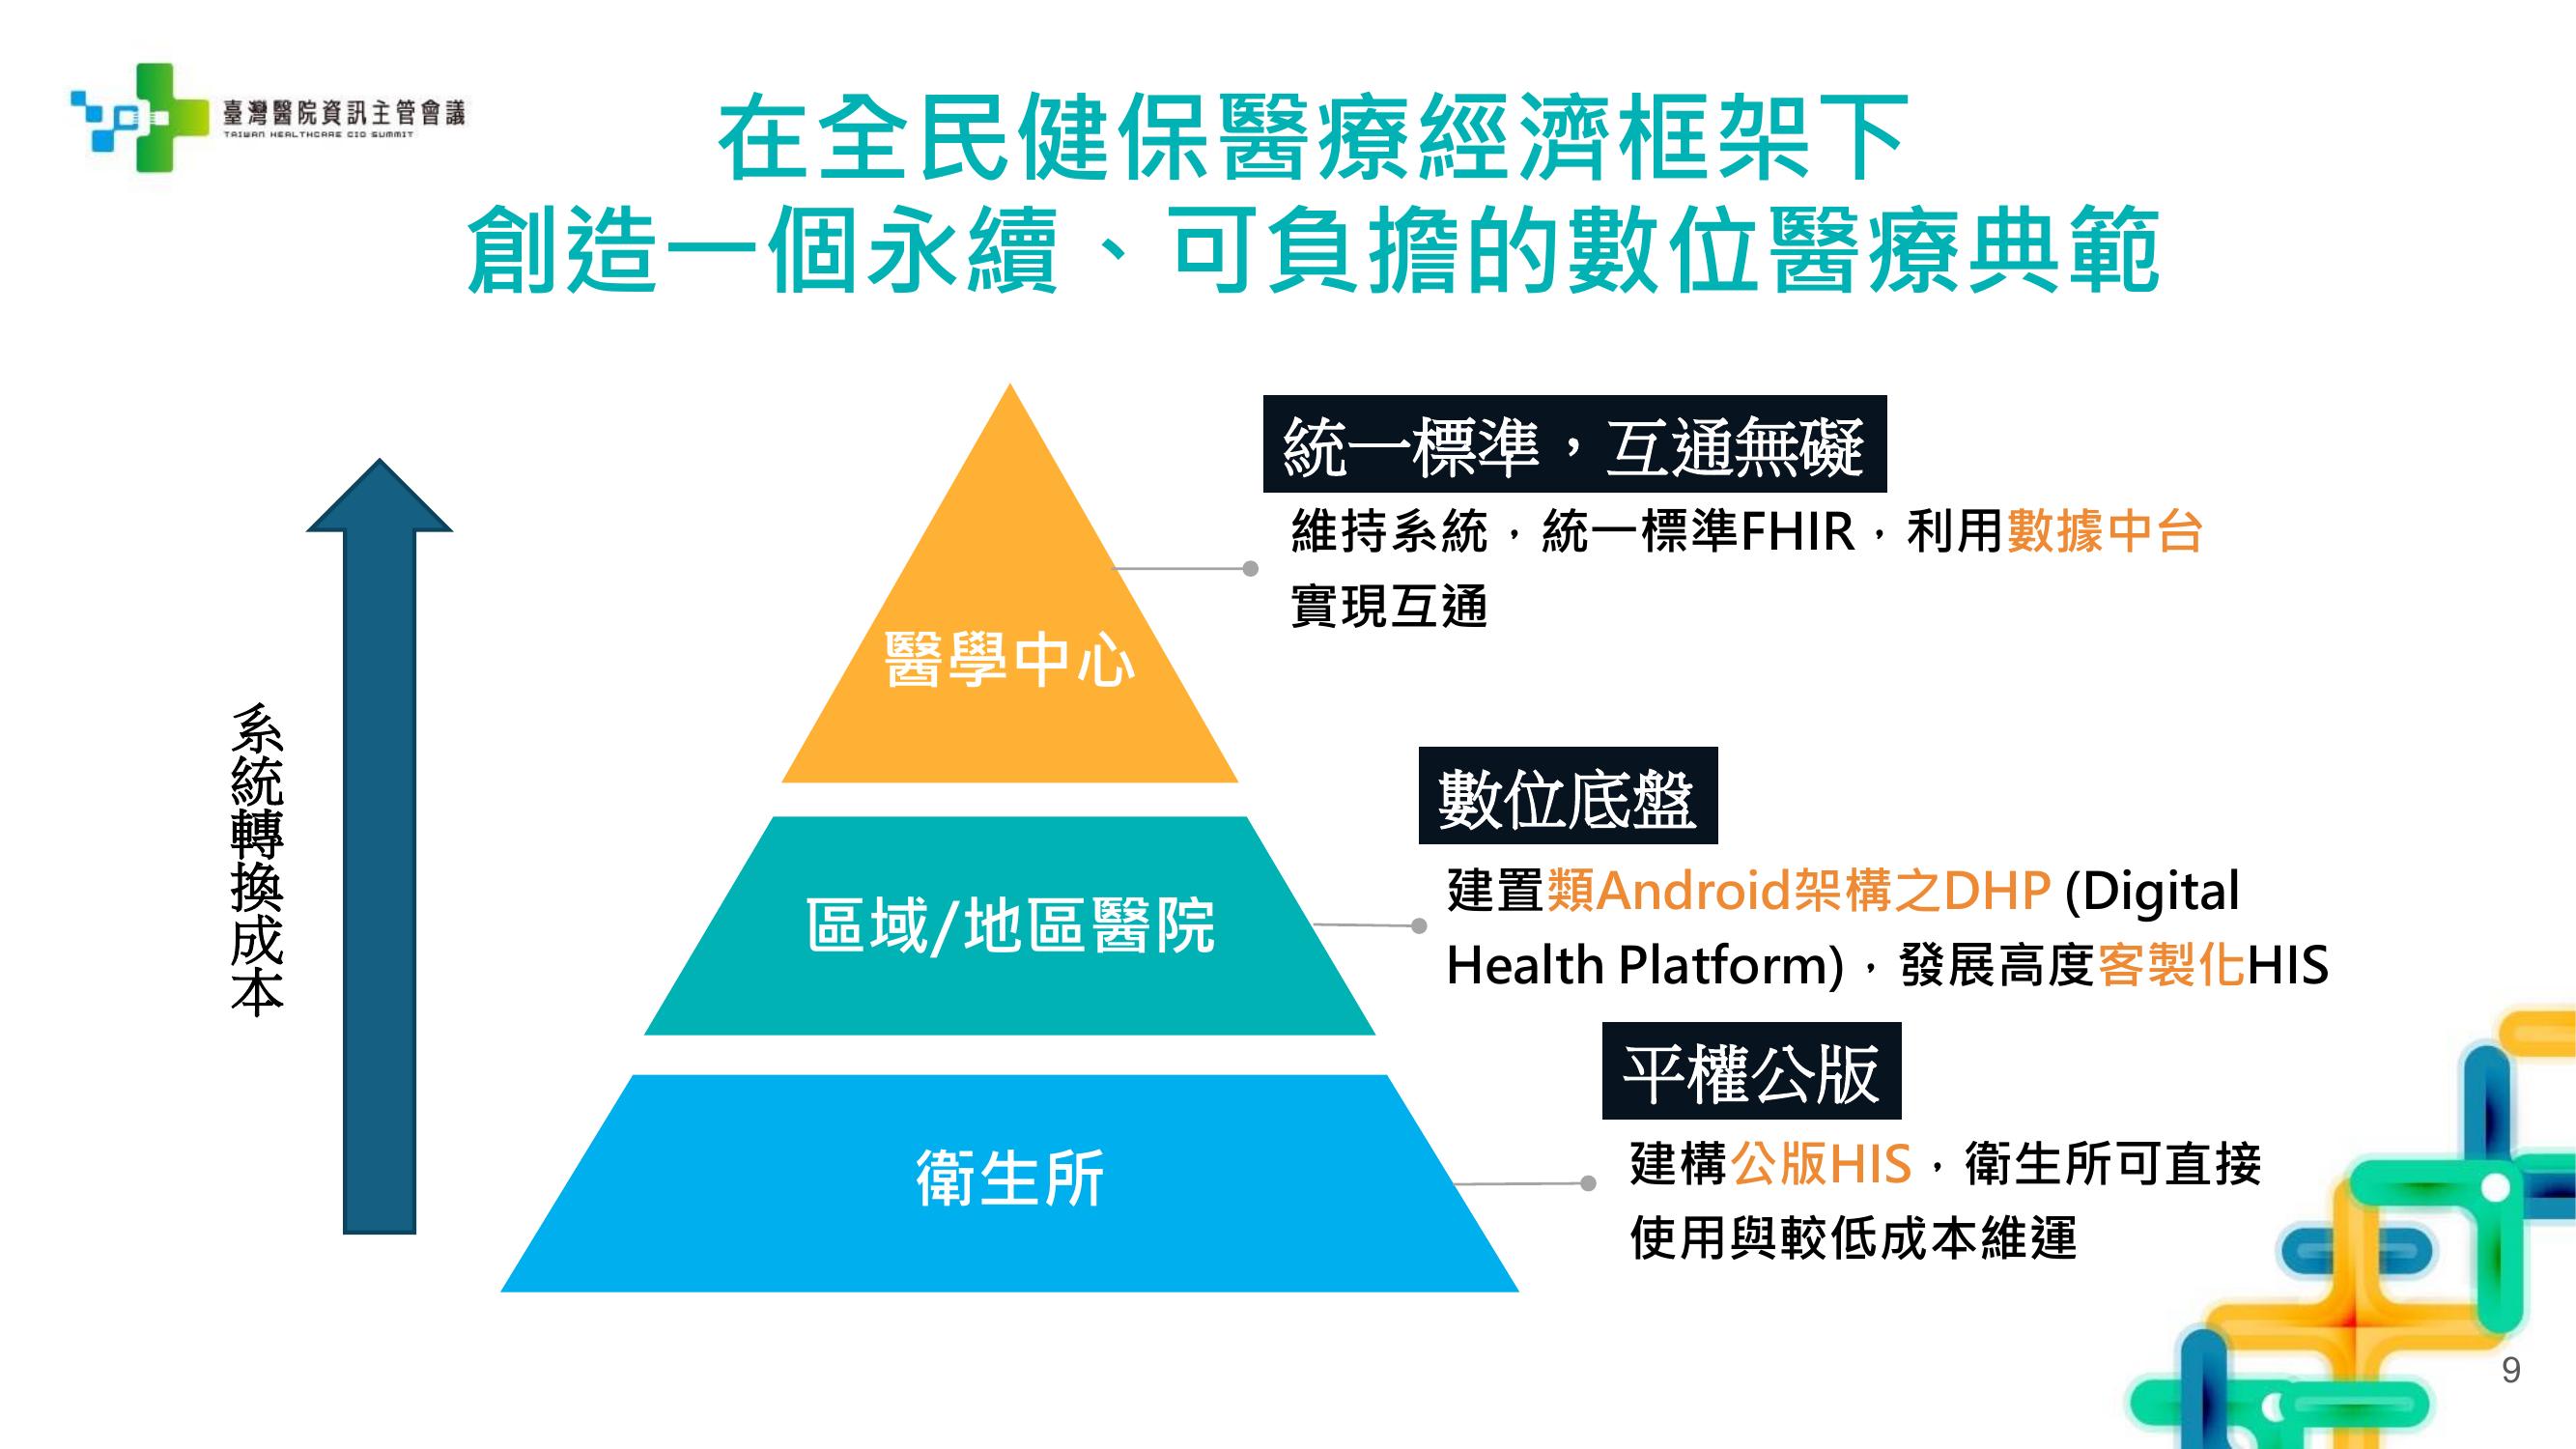 臺灣醫院資訊主管會議
TAIWAN HEALTHCARE CIO SUMMIT
在全民健保醫療經濟框架下
創造一個永續、可負擔的數位醫療典範
系統轉換成本
醫學中心
統一標準，互通無礙
維持系統，統一標準FHIR，利用數據中台
實現互通
區域/地區醫院
數位底盤
建置類Android架構之DHP (Digital
Health Platform)，發展高度客製化HIS
衛生所
平權公版
建構公版HIS，衛生所可直接
使用與較低成本維運
9